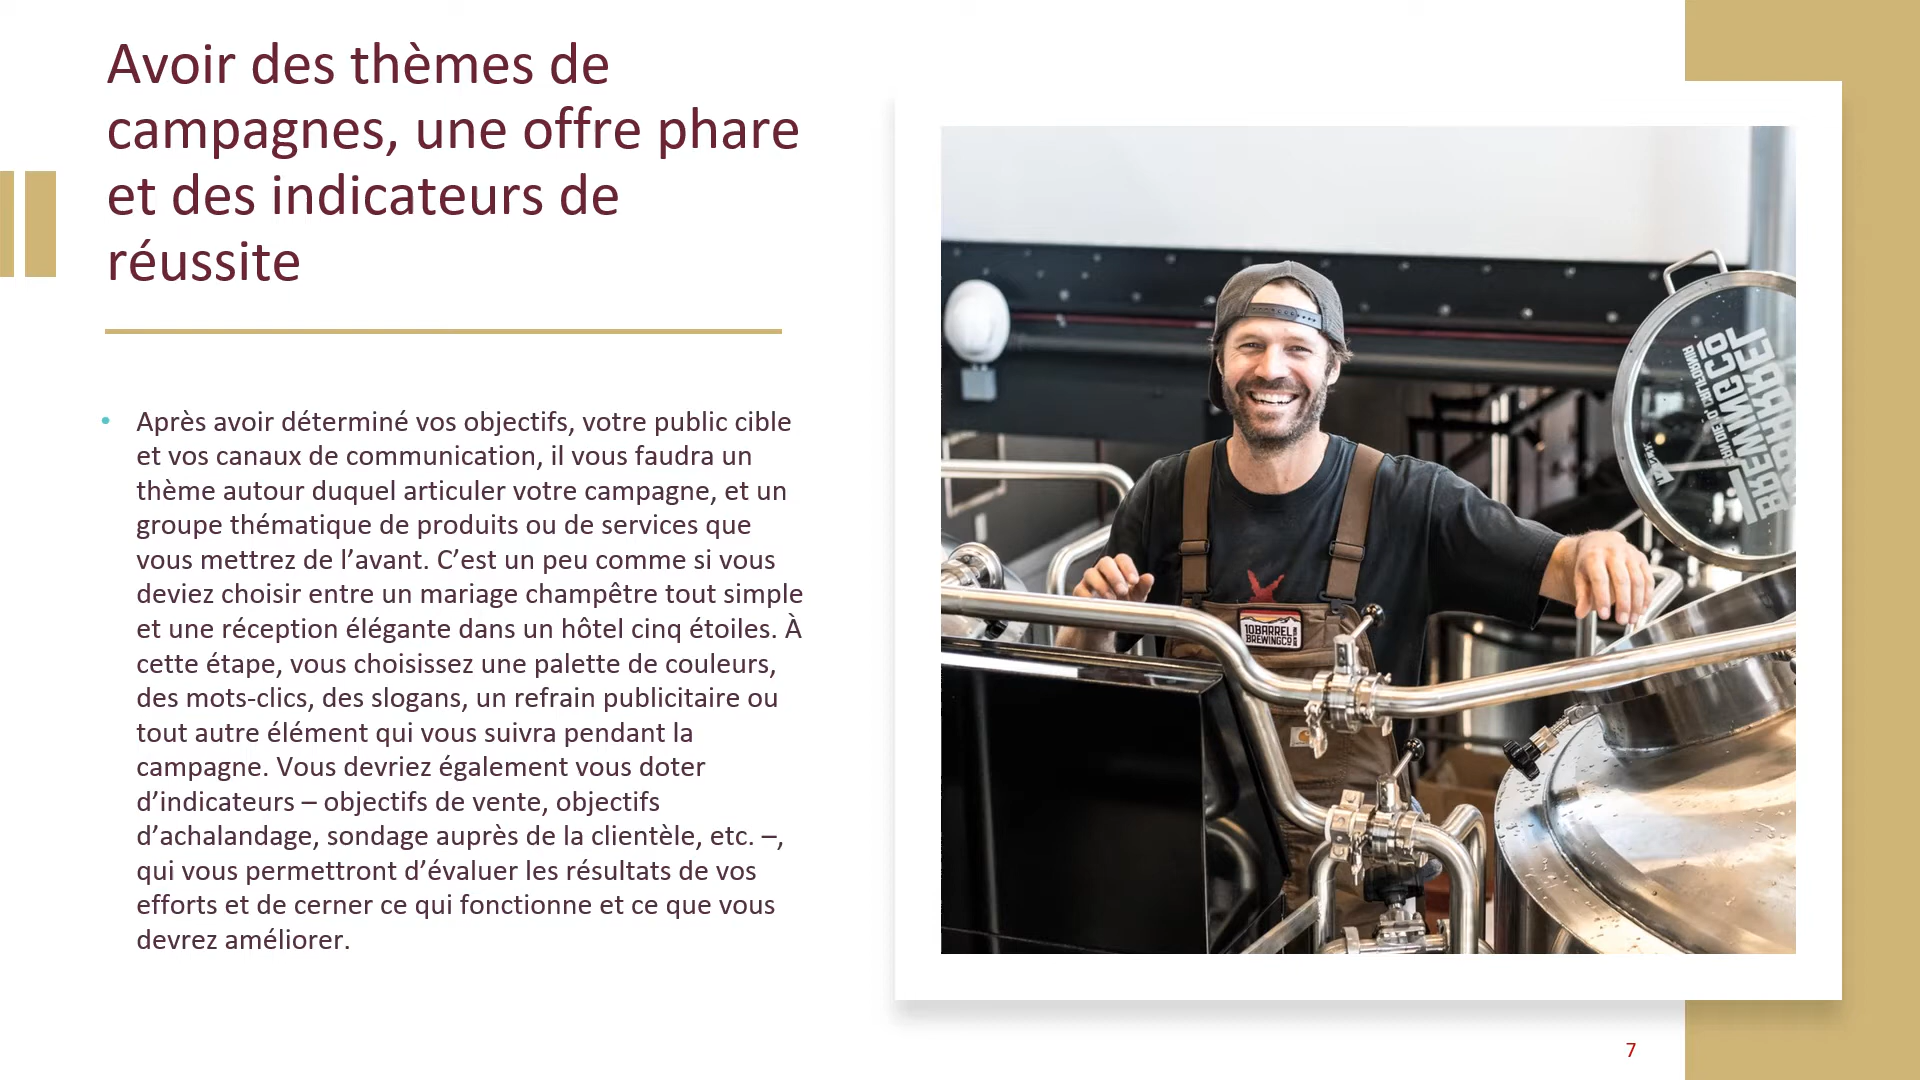 Avoir des thèmes de
campagnes, une offre phare
et des indicateurs de
réussite
• Après avoir déterminé vos objectifs, votre public cible
et vos canaux de communication, il vous faudra un
thème autour duquel articuler votre campagne, et un
groupe thématique de produits ou de services que
vous mettrez de l’avant. C’est un peu comme si vous
deviez choisir entre un mariage champêtre tout simple
et une réception élégante dans un hôtel cinq étoiles. À
cette étape, vous choisissez une palette de couleurs,
des mots-clics, des slogans, un refrain publicitaire ou
tout autre élément qui vous suivra pendant la
campagne. Vous devriez également vous doter
d’indicateurs – objectifs de vente, objectifs
d’achalandage, sondage auprès de la clientèle, etc. –,
qui vous permettront d’évaluer les résultats de vos
efforts et de cerner ce qui fonctionne et ce que vous
devrez améliorer.
10BARREL
BREWINGCO
BARREL
BREWINGCO
SAN DIEGO, CALIFORNIA
7